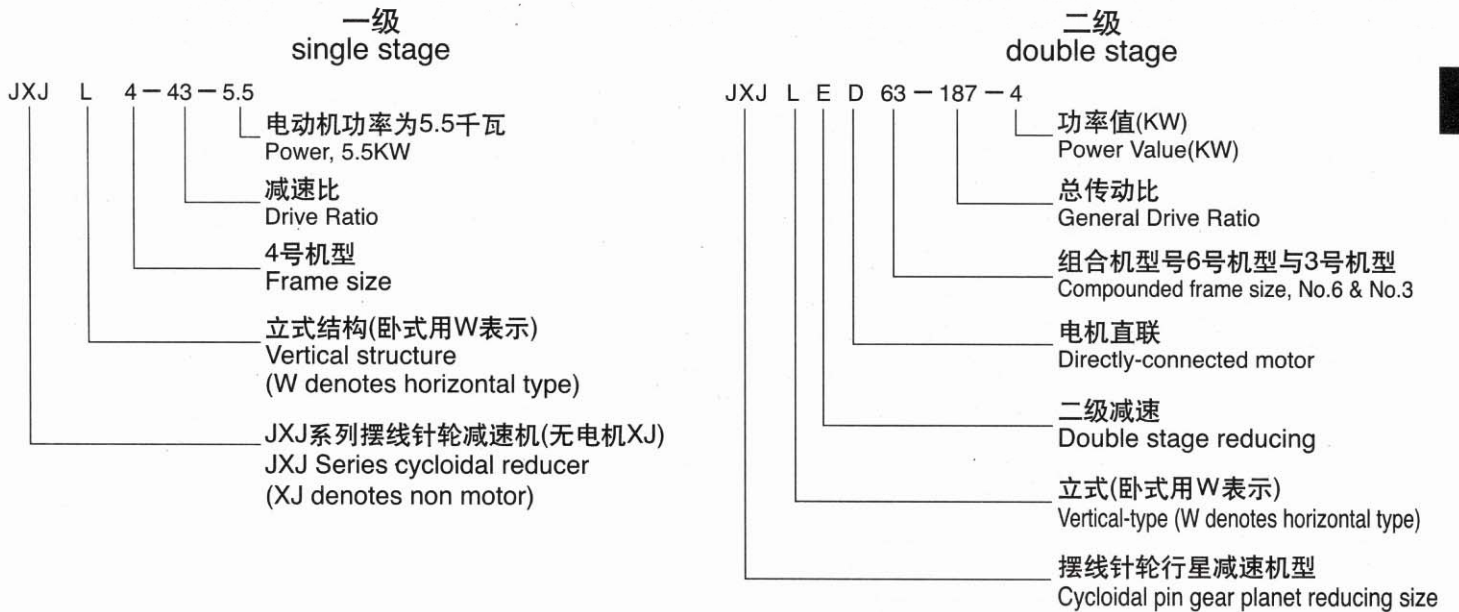 一级
single stage
JXJ L 4－43－5.5
电动机功率为5.5千瓦
Power, 5.5KW
减速比
Drive Ratio
4号机型
Frame size
立式结构(卧式用W表示)
Vertical structure
(W denotes horizontal type)
JXJ系列摆线针轮减速机(无电机XJ)
JXJ Series cycloidal reducer
(XJ denotes non motor)
二级
double stage
JXJ L E D 63－187－4
功率值(KW)
Power Value(KW)
总传动比
General Drive Ratio
组合机型号6号机型与3号机型
Compounded frame size, No.6 & No.3
电机直联
Directly-connected motor
二级减速
Double stage reducing
立式(卧式用W表示)
Vertical-type (W denotes horizontal type)
摆线针轮行星减速机型
Cycloidal pin gear planet reducing size